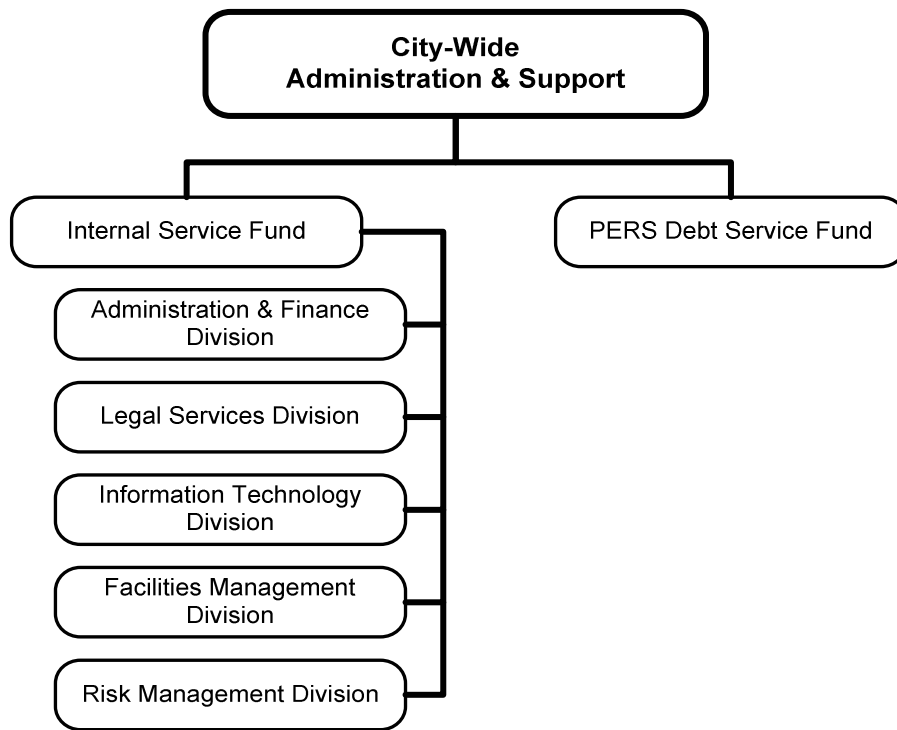 City-Wide
Administration & Support
Internal Service Fund
PERS Debt Service Fund
Administration & Finance
Division
Legal Services Division
Information Technology
Division
Facilities Management
Division
Risk Management Division